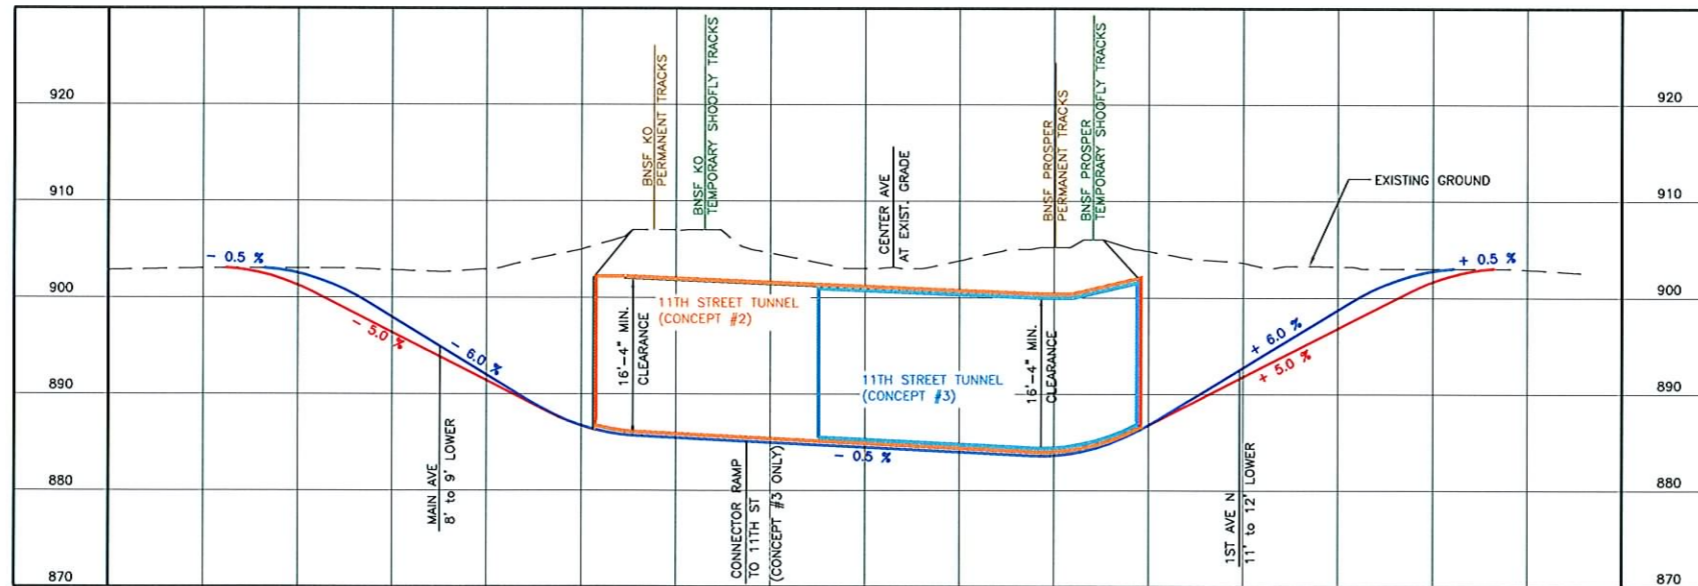 BNSF KO
PERMANENT TRACKS
BNSF KO
TEMPORARY SHOOFLY TRACKS
BNSF PROSPER
PERMANENT TRACKS
BNSF PROSPER
TEMPORARY SHOOFLY TRACKS
CENTER AVE
AT EXIST. GRADE
EXISTING GROUND
920
920
910
910
900
900
890
890
880
880
870
870
- 0.5 %
- 5.0 %
- 6.0 %
11TH STREET TUNNEL
(CONCEPT #2)
16'-4" MIN.
CLEARANCE
11TH STREET TUNNEL
(CONCEPT #3)
16'-4" MIN.
CLEARANCE
- 0.5 %
+ 0.5 %
+ 6.0 %
+ 5.0 %
MAIN AVE
8' to 9' LOWER
CONNECTOR RAMP
TO 11TH ST
(CONCEPT #3 ONLY)
1ST AVE N
11' to 12' LOWER